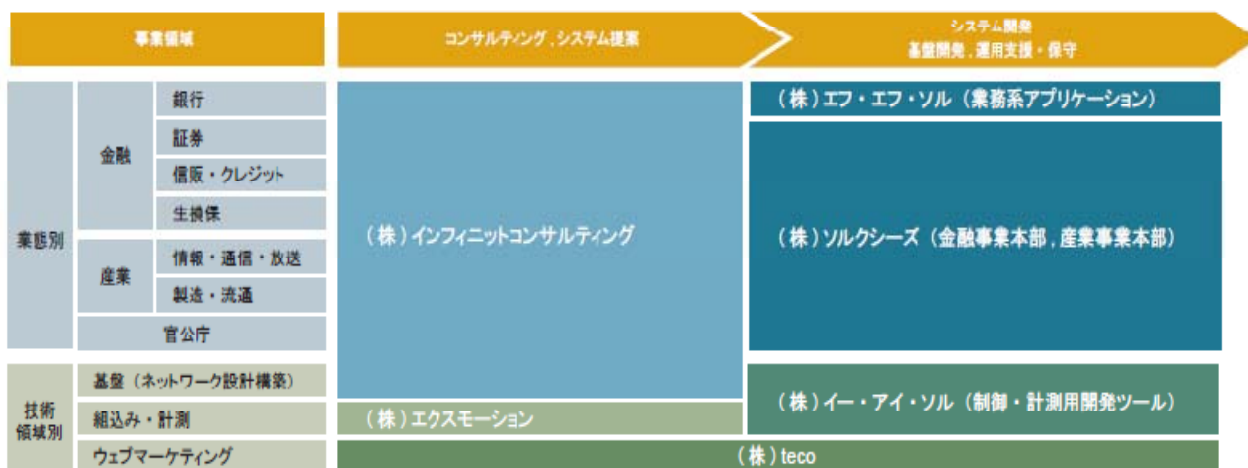 事業領域
コンサルティング,システム提案
システム開発
基盤開発,運用支援・保守
業態別
金融
銀行
証券
信販・クレジット
生損保
産業
情報・通信・放送
製造・流通
官公庁
(株)インフィニットコンサルティング
(株)エフ・エフ・ソル(業務系アプリケーション)
(株)ソルクシーズ(金融事業本部,産業事業本部)
技術
領域別
基盤(ネットワーク設計構築)
組込み・計測
ウェブマーケティング
(株)エクスモーション
(株)イー・アイ・ソル(制御・計測用開発ツール)
(株)teco